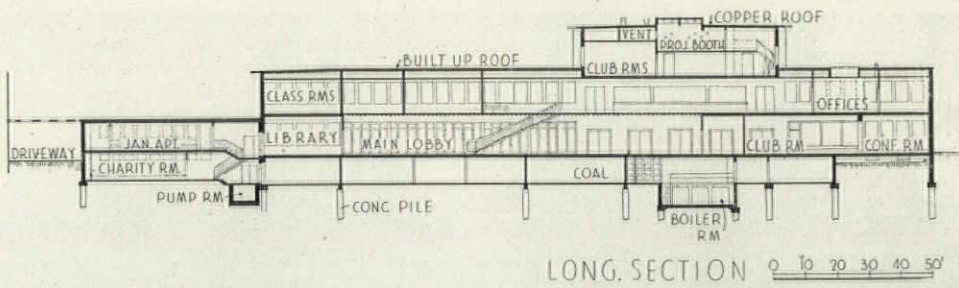 COPPER ROOF
VENT
PROJ. BOOTH
BUILT UP ROOF
CLUB RMS
CLASS RMS
OFFICES
LIBRARY
MAIN LOBBY
JAN. APT.
CLUB RM
CONF. RM.
DRIVEWAY
CHARITY RM.
COAL
PUMP RM
CONC. PILE
BOILER
RM
LONG. SECTION 0 10 20 30 40 50'